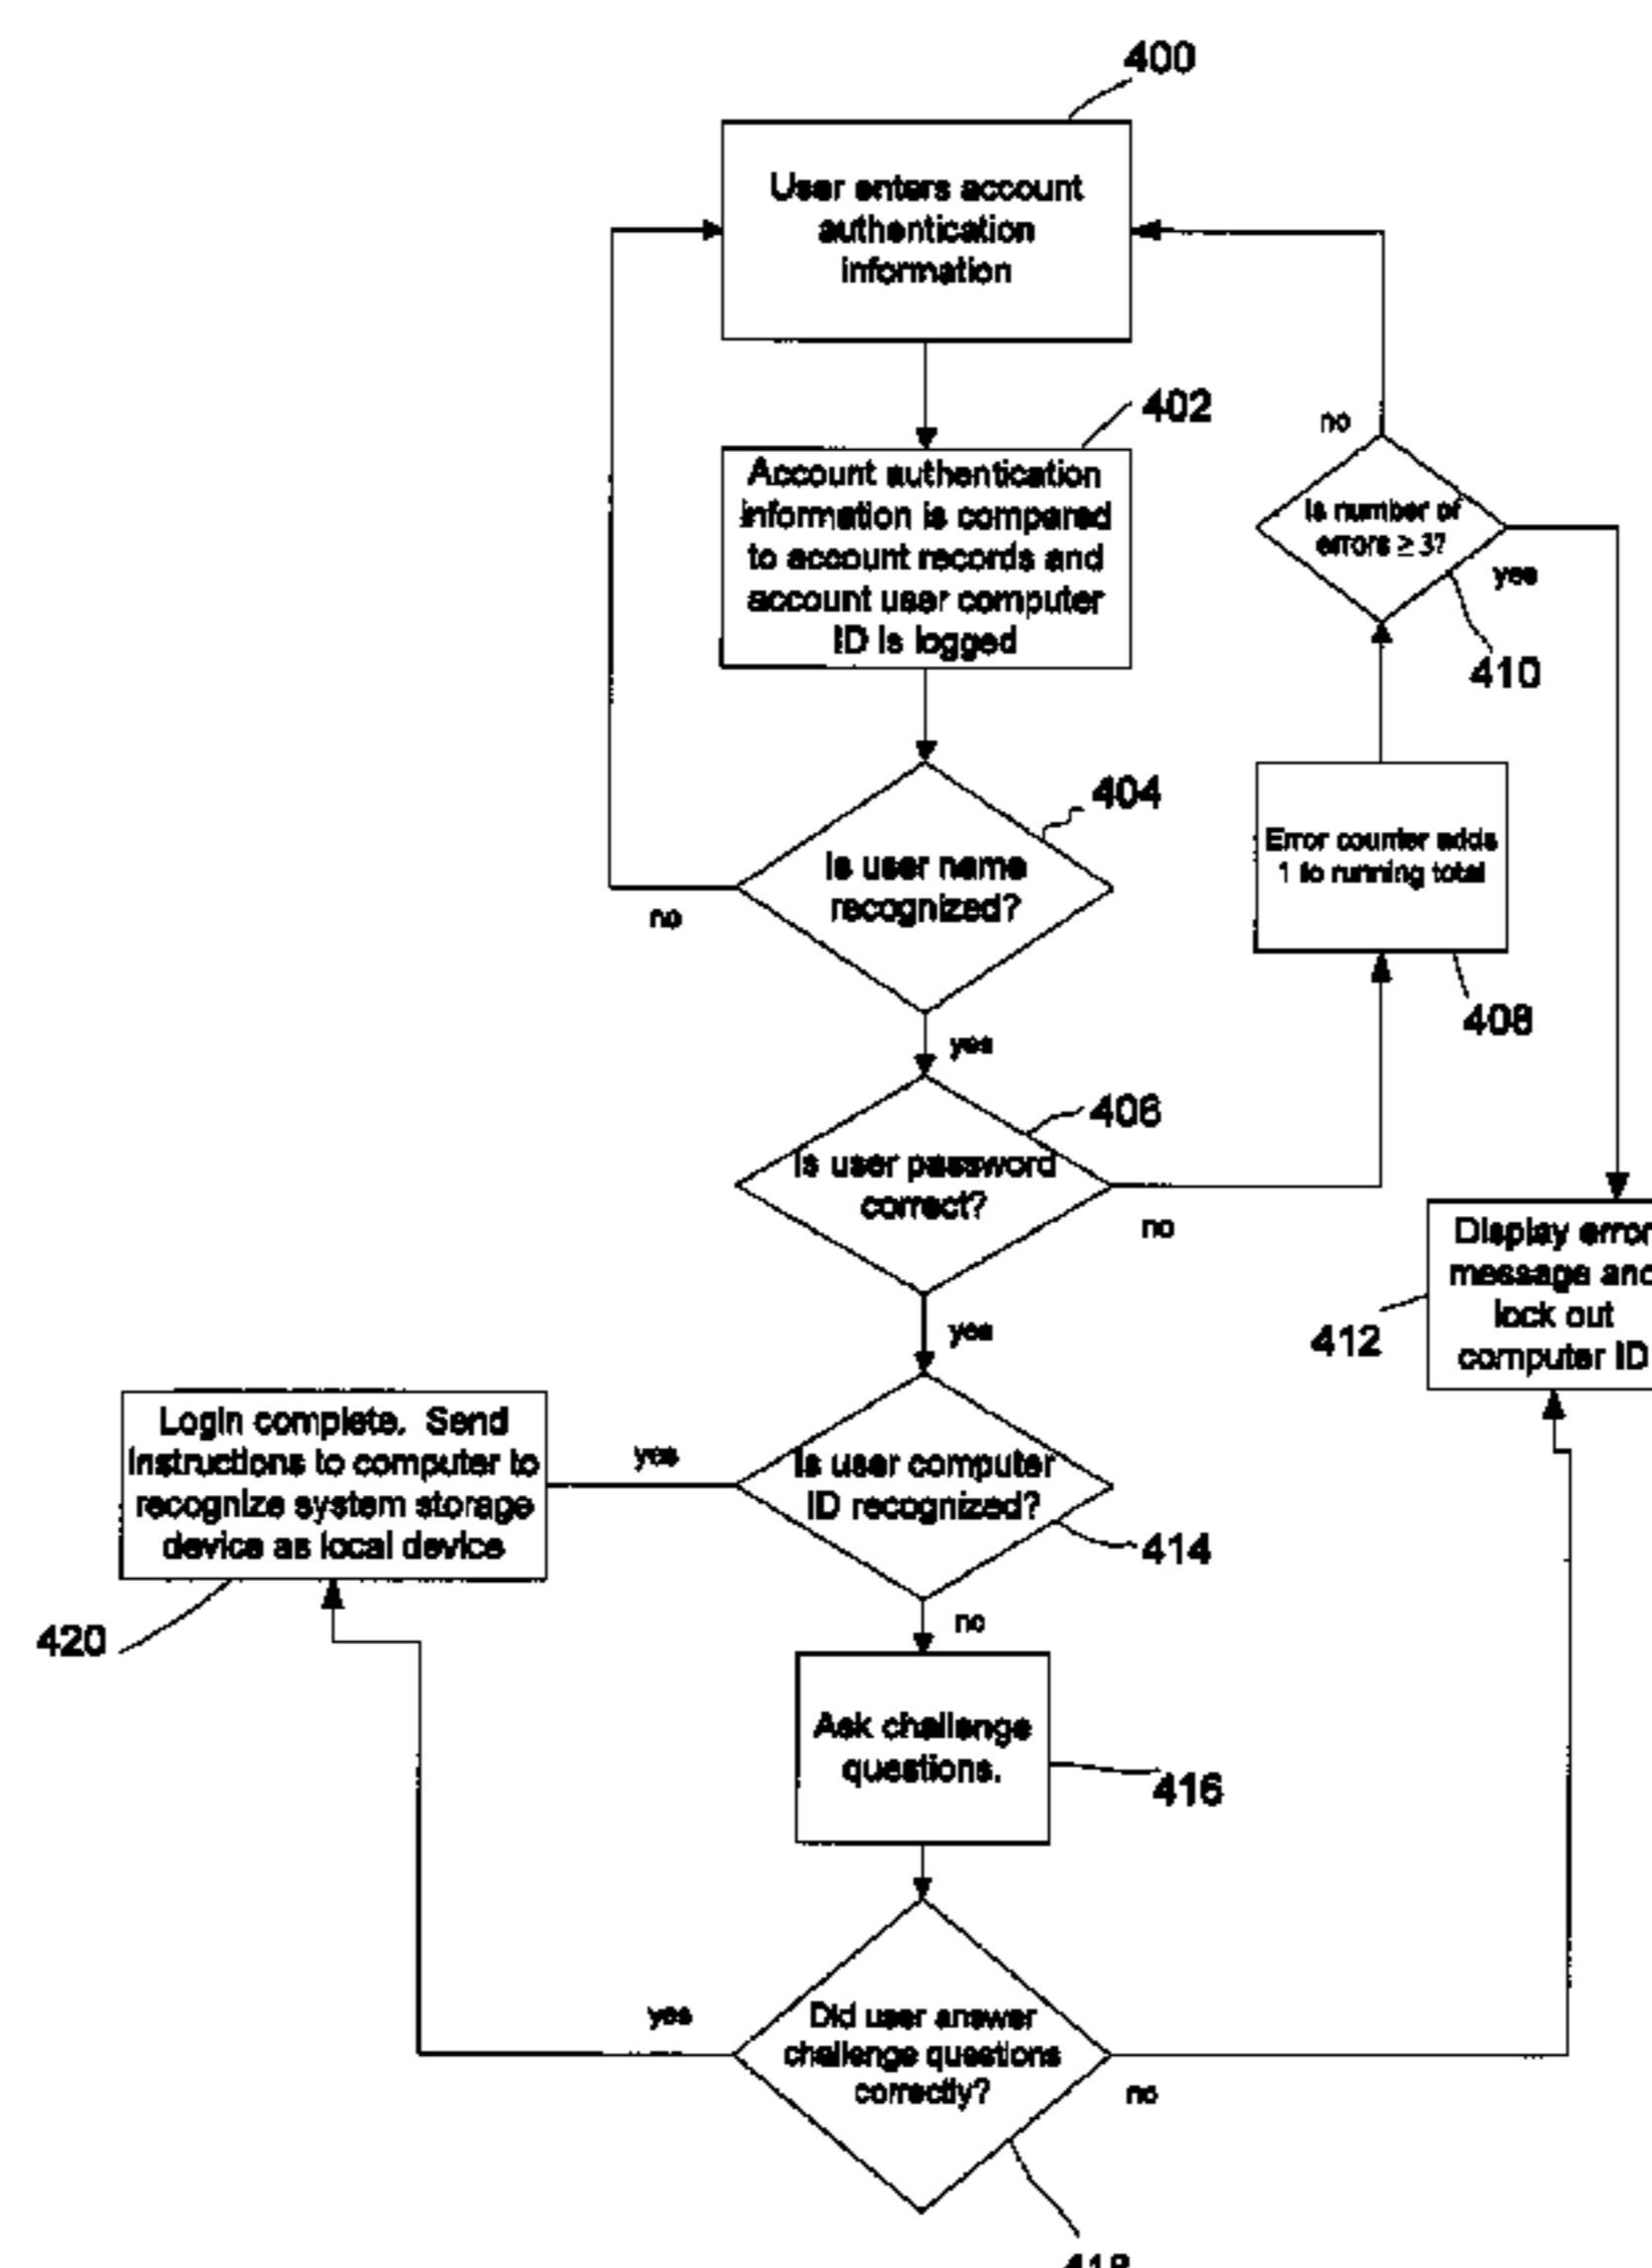 400
User enters account
authentication
information
402
Account authentication
information is compared
to account records and
account user computer
ID is logged
no
Is number of
errors ≥ 3?
yes
410
404
Is user name
recognized?
no
Error counter adds
1 to running total
408
yes
406
Is user password
correct?
no
Display error
message and
lock out
computer ID
412
yes
Login complete. Send
instructions to computer to
recognize system storage
device as local device
yes
Is user computer
ID recognized?
414
420
no
Ask challenge
questions.
416
yes
Did user answer
challenge questions
correctly?
no
418